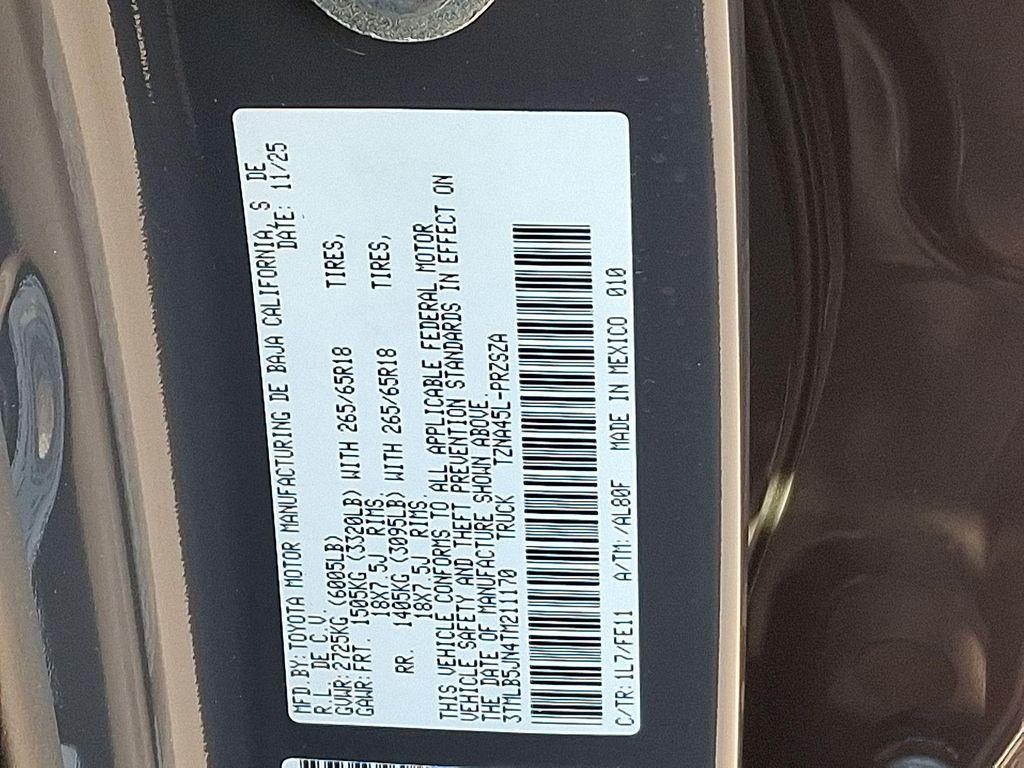 MFD.BY:TOYOTA MOTOR MANUFACTURING DE BAJA CALIFORNIA, S DE
R.L. DE C.V. DATE: 11/25
GVWR:2725KG (6005LB)
GAWR:FRT. 1505KG (3320LB) WITH 265/65R18 TIRES,
18X7.5J RIMS.
RR. 1405KG (3095LB) WITH 265/65R18 TIRES,
18X7.5J RIMS.
THIS VEHICLE CONFORMS TO ALL APPLICABLE FEDERAL MOTOR
VEHICLE SAFETY AND THEFT PREVENTION STANDARDS IN EFFECT ON
THE DATE OF MANUFACTURE SHOWN ABOVE.
3TMLB5JN4TM211170 TRUCK TZNA45L-PRZSZA
C/TR:1L7/FE11 A/TM:/AL80F MADE IN MEXICO 010